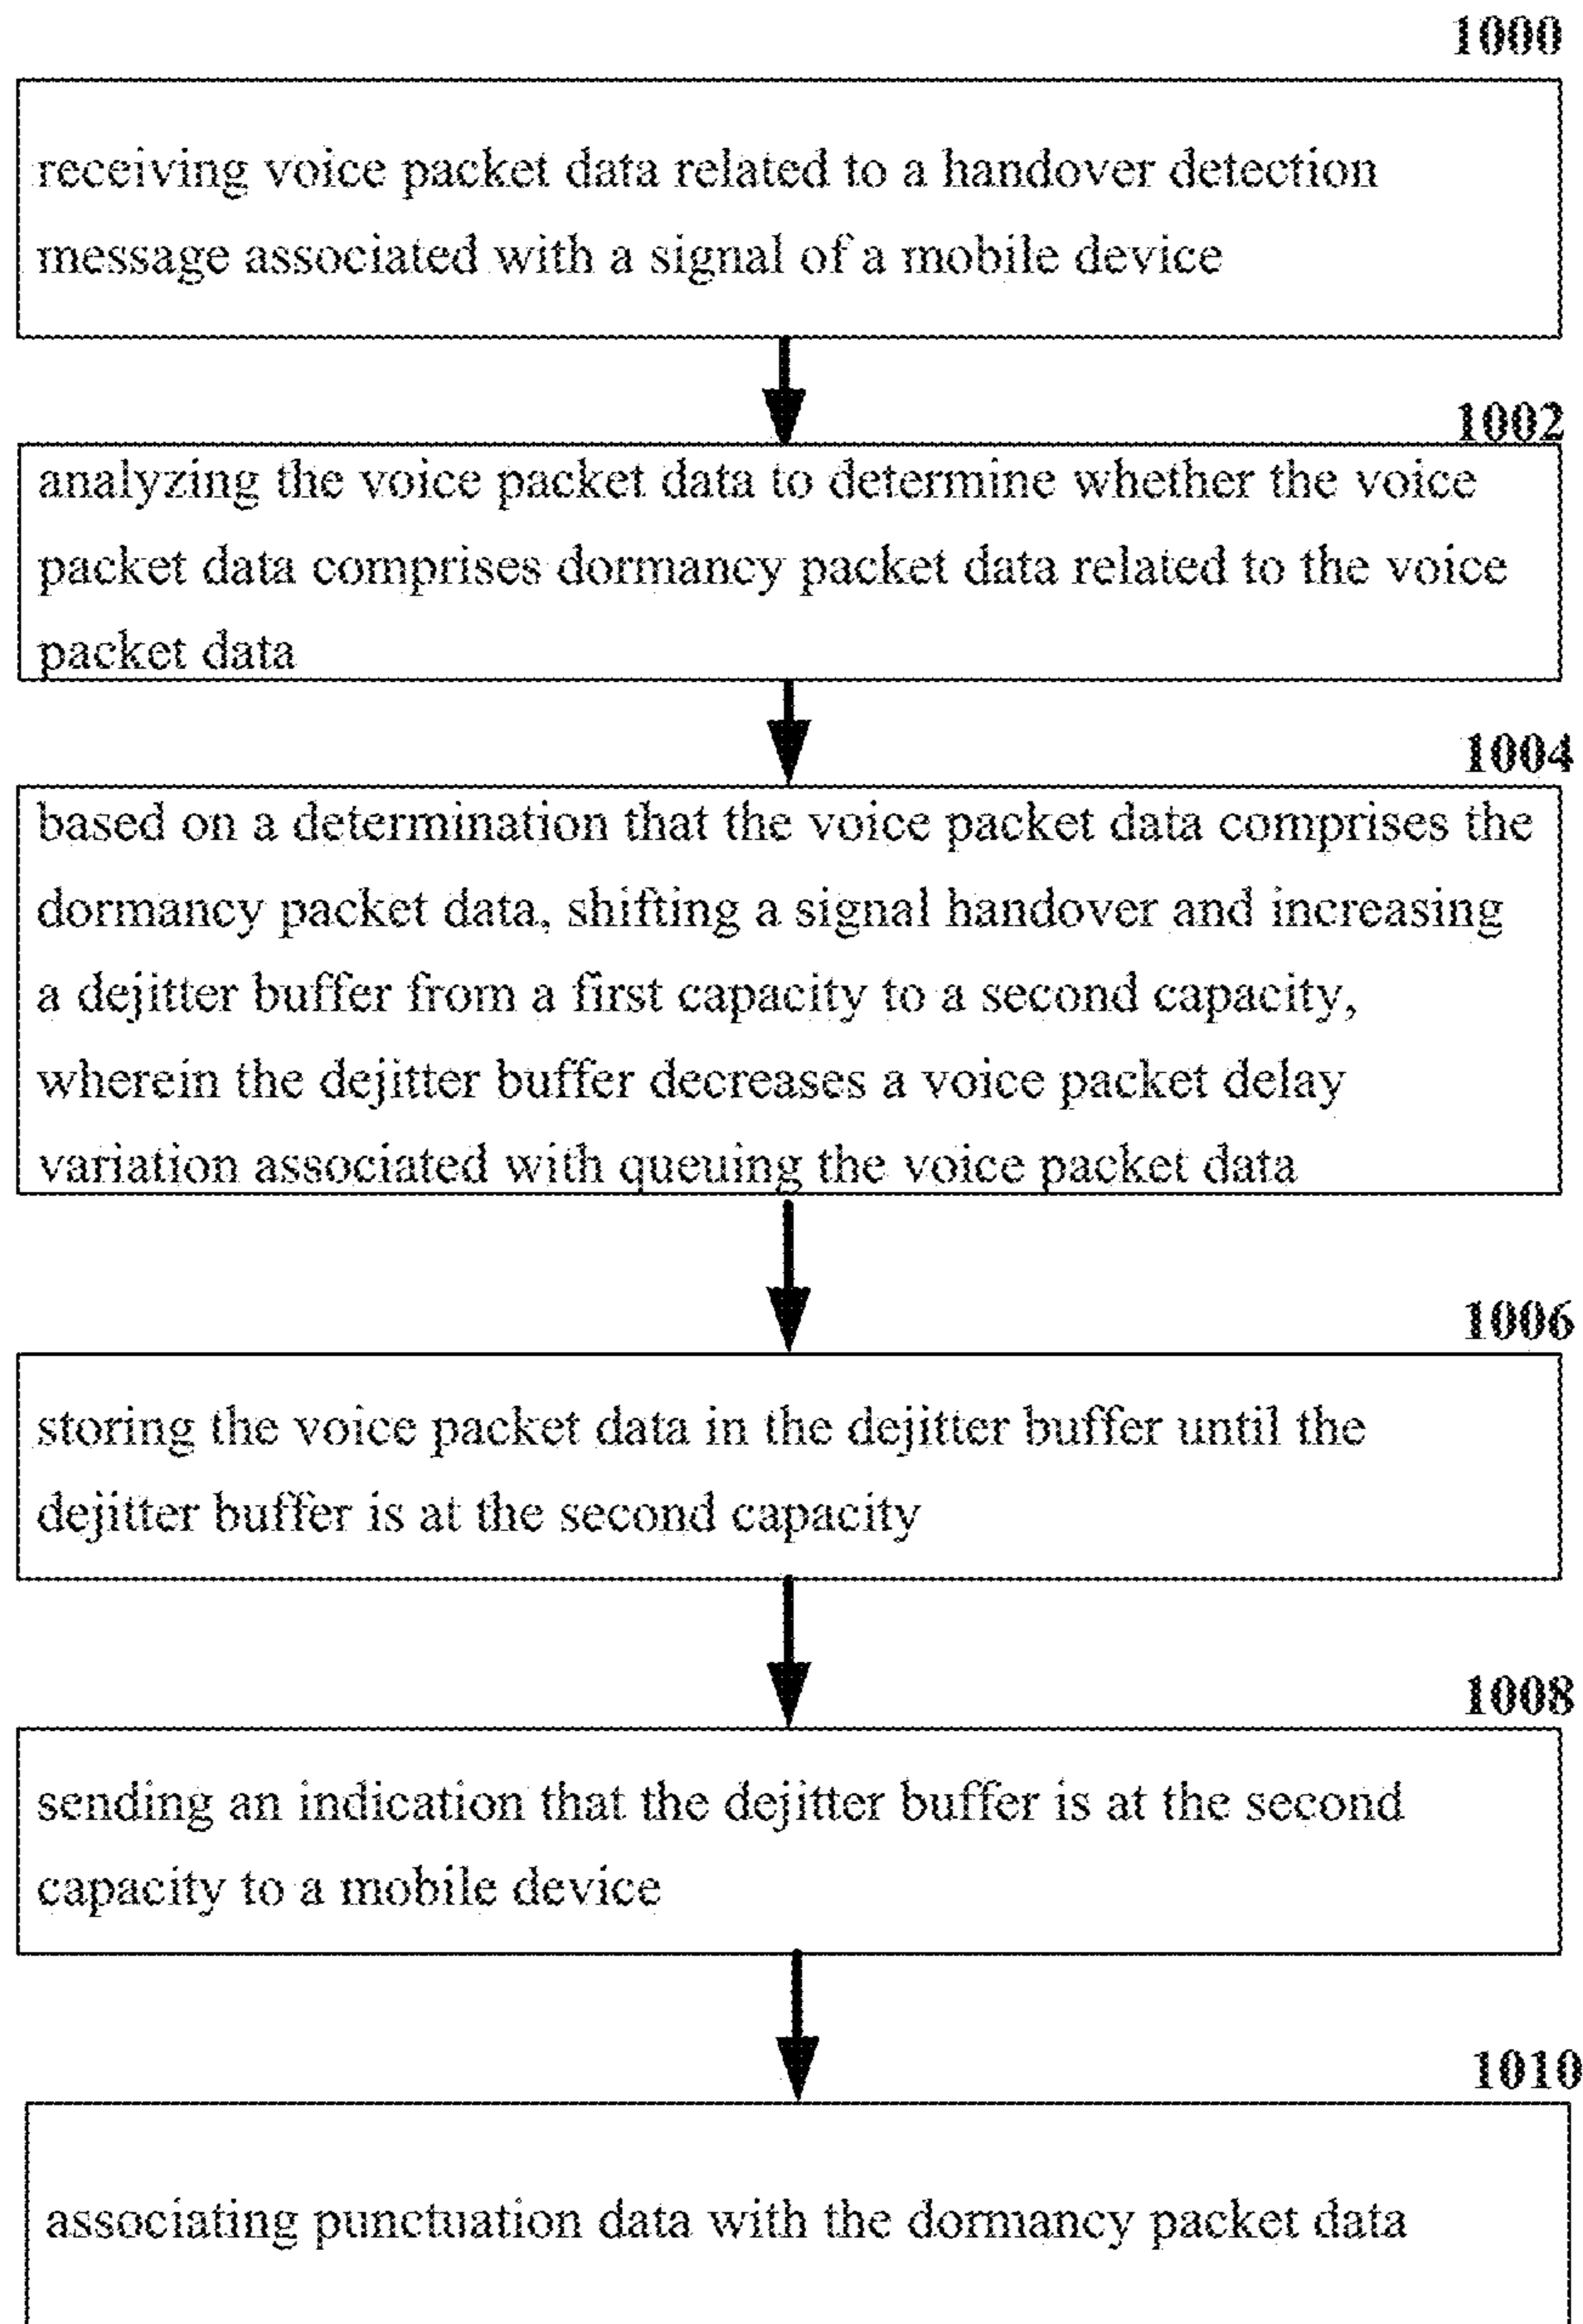 1000
receiving voice packet data related to a handover detection
message associated with a signal of a mobile device
1002
analyzing the voice packet data to determine whether the voice
packet data comprises dormancy packet data related to the voice
packet data
1004
based on a determination that the voice packet data comprises the
dormancy packet data, shifting a signal handover and increasing
a dejitter buffer from a first capacity to a second capacity,
wherein the dejitter buffer decreases a voice packet delay
variation associated with queuing the voice packet data
1006
storing the voice packet data in the dejitter buffer until the
dejitter buffer is at the second capacity
1008
sending an indication that the dejitter buffer is at the second
capacity to a mobile device
1010
associating punctuation data with the dormancy packet data